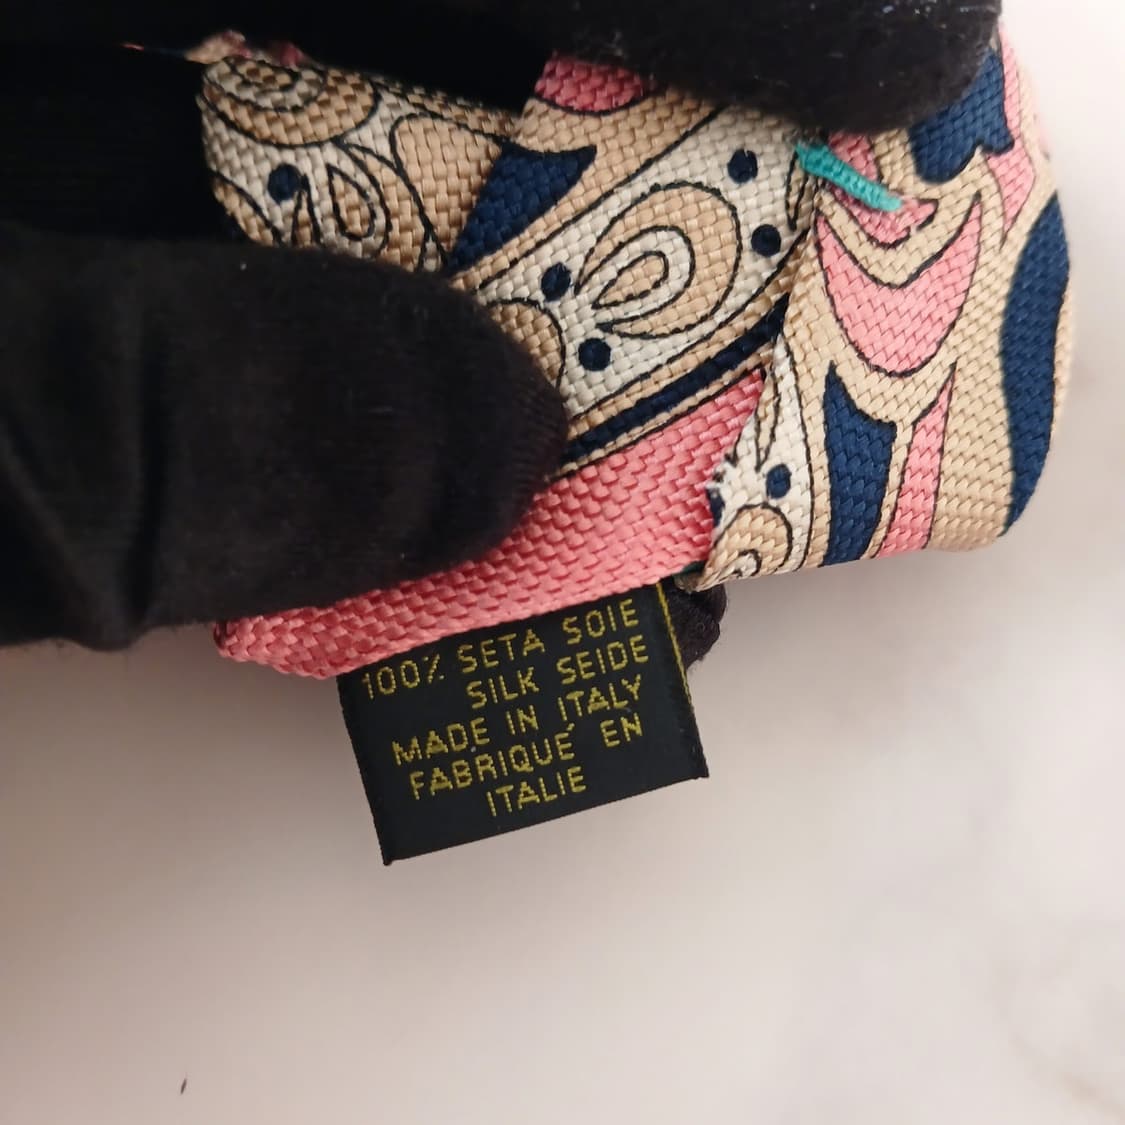 100% SETA SOIE
SILK SEIDE
MADE IN ITALY
FABRIQUÉ EN
ITALIE